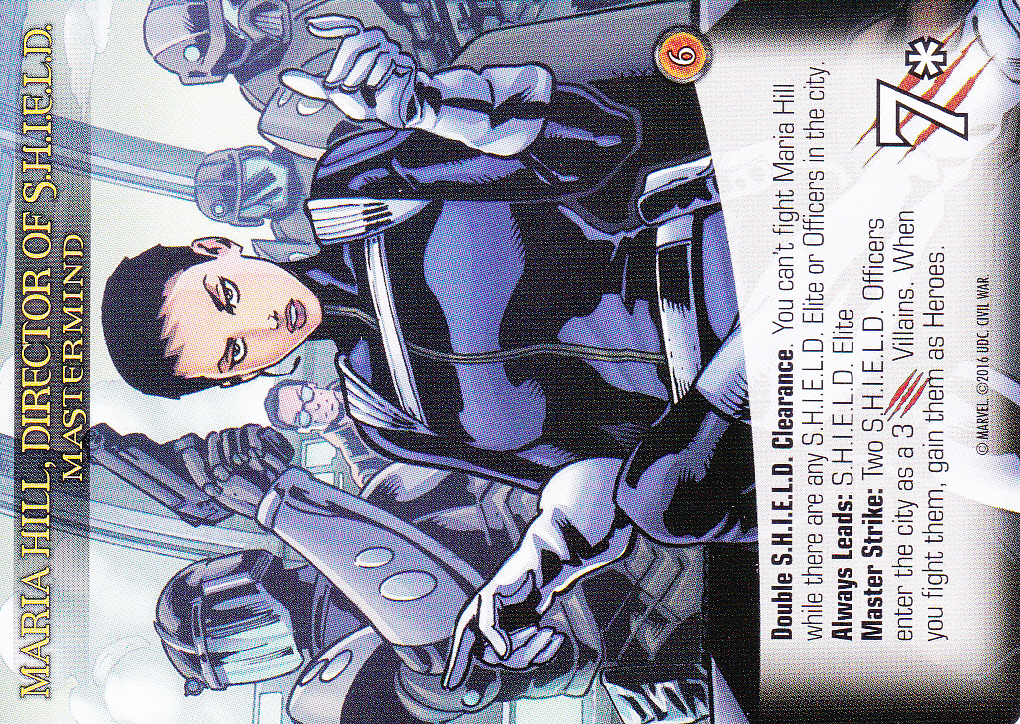 MARIA HILL, DIRECTOR OF S.H.I.E.L.D.
MASTERMIND
6
Double S.H.I.E.L.D. Clearance. You can't fight Maria Hill
while there are any S.H.I.E.L.D. Elite or Officers in the city.
Always Leads: S.H.I.E.L.D. Elite
Master Strike: Two S.H.I.E.L.D. Officers
enter the city as a 3 Villains. When
you fight them, gain them as Heroes.
7*
© MARVEL. ©2016 UDC. CIVIL WAR.